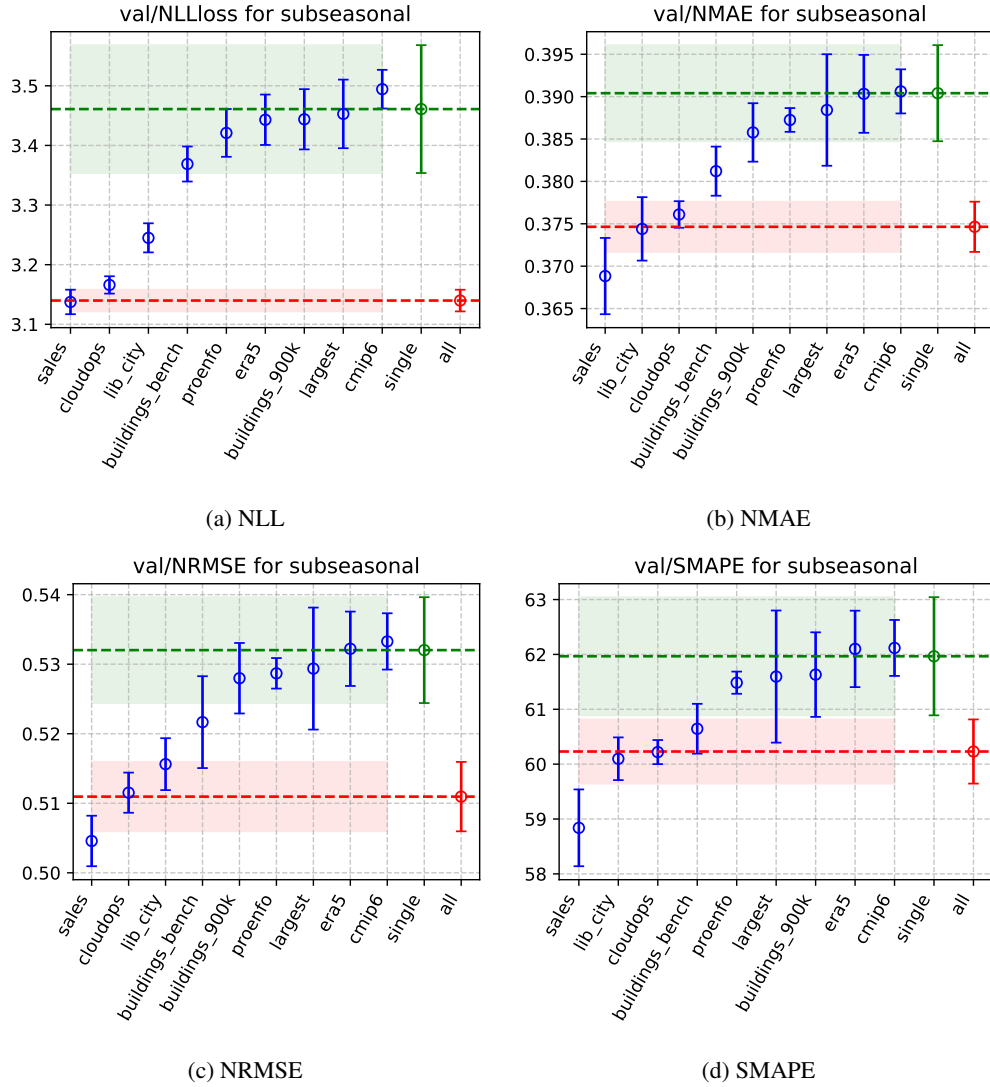 val/NLLloss for subseasonal
3.5
3.4
3.3
3.2
3.1
sales
cloudops
lib_city
buildings_bench
proenfo
era5
buildings_900k
largest
cmip6
single
all
(a) NLL
val/NMAE for subseasonal
0.395
0.390
0.385
0.380
0.375
0.370
0.365
sales
lib_city
cloudops
buildings_bench
buildings_900k
proenfo
largest
era5
cmip6
single
all
(b) NMAE
val/NRMSE for subseasonal
0.54
0.53
0.52
0.51
0.50
sales
cloudops
lib_city
buildings_bench
buildings_900k
proenfo
largest
era5
cmip6
single
all
(c) NRMSE
val/SMAPE for subseasonal
63
62
61
60
59
58
sales
lib_city
cloudops
buildings_bench
proenfo
largest
buildings_900k
era5
cmip6
single
all
(d) SMAPE